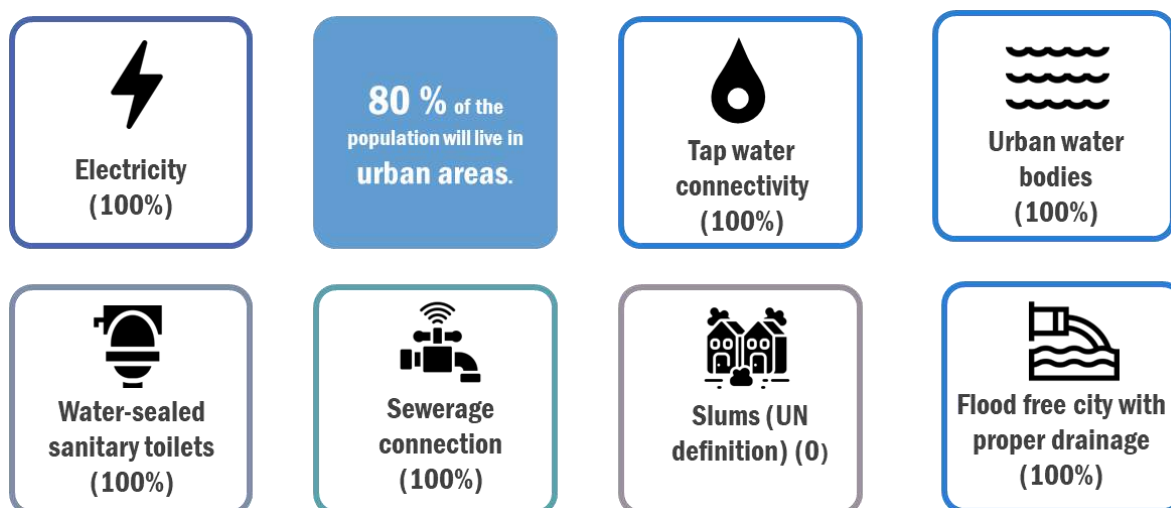 Electricity
(100%)
80 % of the
population will live in
urban areas.
Tap water
connectivity
(100%)
Urban water
bodies
(100%)
Water-sealed
sanitary toilets
(100%)
Sewerage
connection
(100%)
Slums (UN
definition) (0)
Flood free city with
proper drainage
(100%)